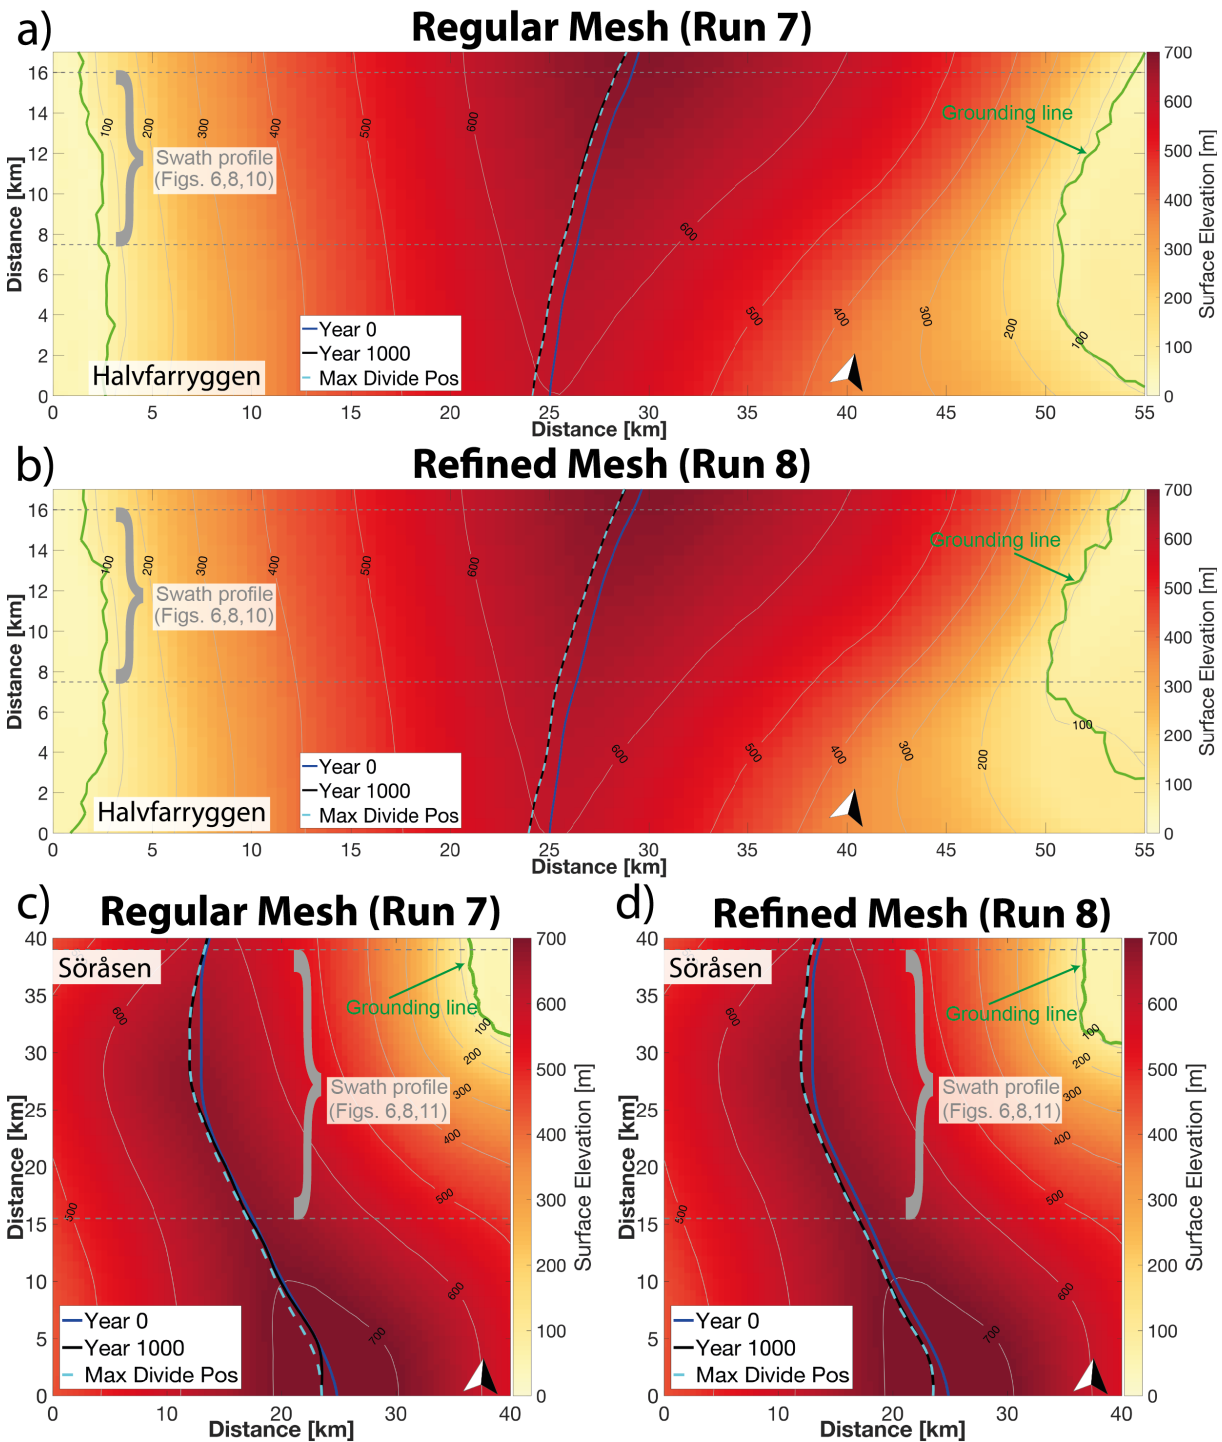 a)
Regular Mesh (Run 7)
16
14
12
10
8
6
4
2
0
Distance [km]
100
200
300
400
500
600
600
500
400
300
200
100
Swath profile
(Figs. 6,8,10)
Grounding line
Year 0
Year 1000
Max Divide Pos
Halvfarryggen
0 5 10 15 20 25 30 35 40 45 50 55
Distance [km]
700
600
500
400
300
200
100
0
Surface Elevation [m]
b)
Refined Mesh (Run 8)
16
14
12
10
8
6
4
2
0
Distance [km]
100
200
300
400
500
600
600
500
400
300
200
100
Swath profile
(Figs. 6,8,10)
Grounding line
Year 0
Year 1000
Max Divide Pos
Halvfarryggen
0 5 10 15 20 25 30 35 40 45 50 55
Distance [km]
700
600
500
400
300
200
100
0
Surface Elevation [m]
c)
Regular Mesh (Run 7)
40
35
30
25
20
15
10
5
0
Distance [km]
Söråsen
600
500
Grounding line
100
200
300
400
500
600
700
Swath profile
(Figs. 6,8,11)
Year 0
Year 1000
Max Divide Pos
0 10 20 30 40
Distance [km]
700
600
500
400
300
200
100
0
Surface Elevation [m]
d)
Refined Mesh (Run 8)
40
35
30
25
20
15
10
5
0
Distance [km]
Söråsen
600
500
Grounding line
100
200
300
400
500
600
700
Swath profile
(Figs. 6,8,11)
Year 0
Year 1000
Max Divide Pos
0 10 20 30 40
Distance [km]
700
600
500
400
300
200
100
0
Surface Elevation [m]